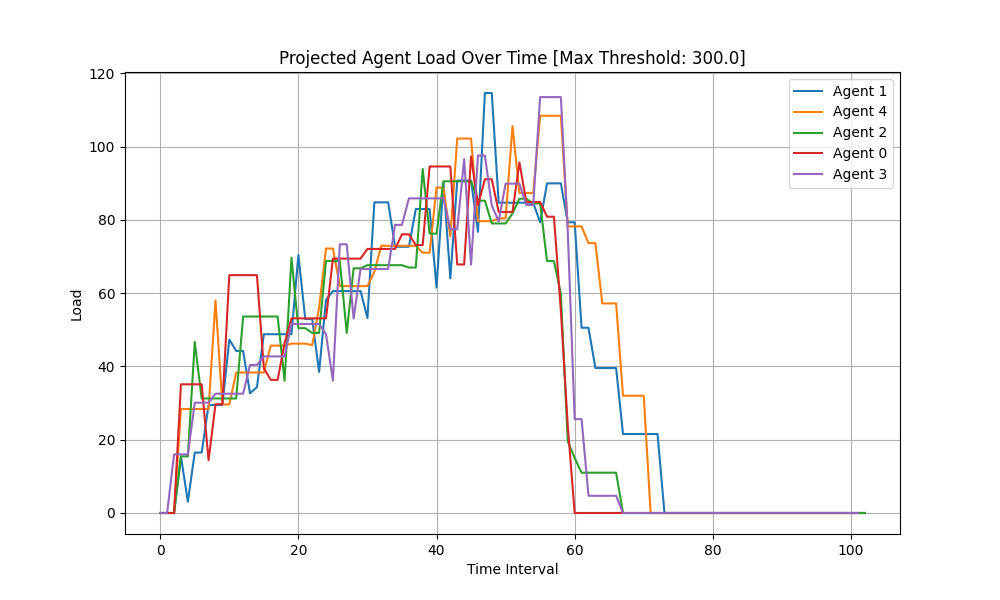 Projected Agent Load Over Time [Max Threshold: 300.0]
Load
120
100
80
60
40
20
0
0 20 40 60 80 100
Time Interval
Agent 1
Agent 4
Agent 2
Agent 0
Agent 3